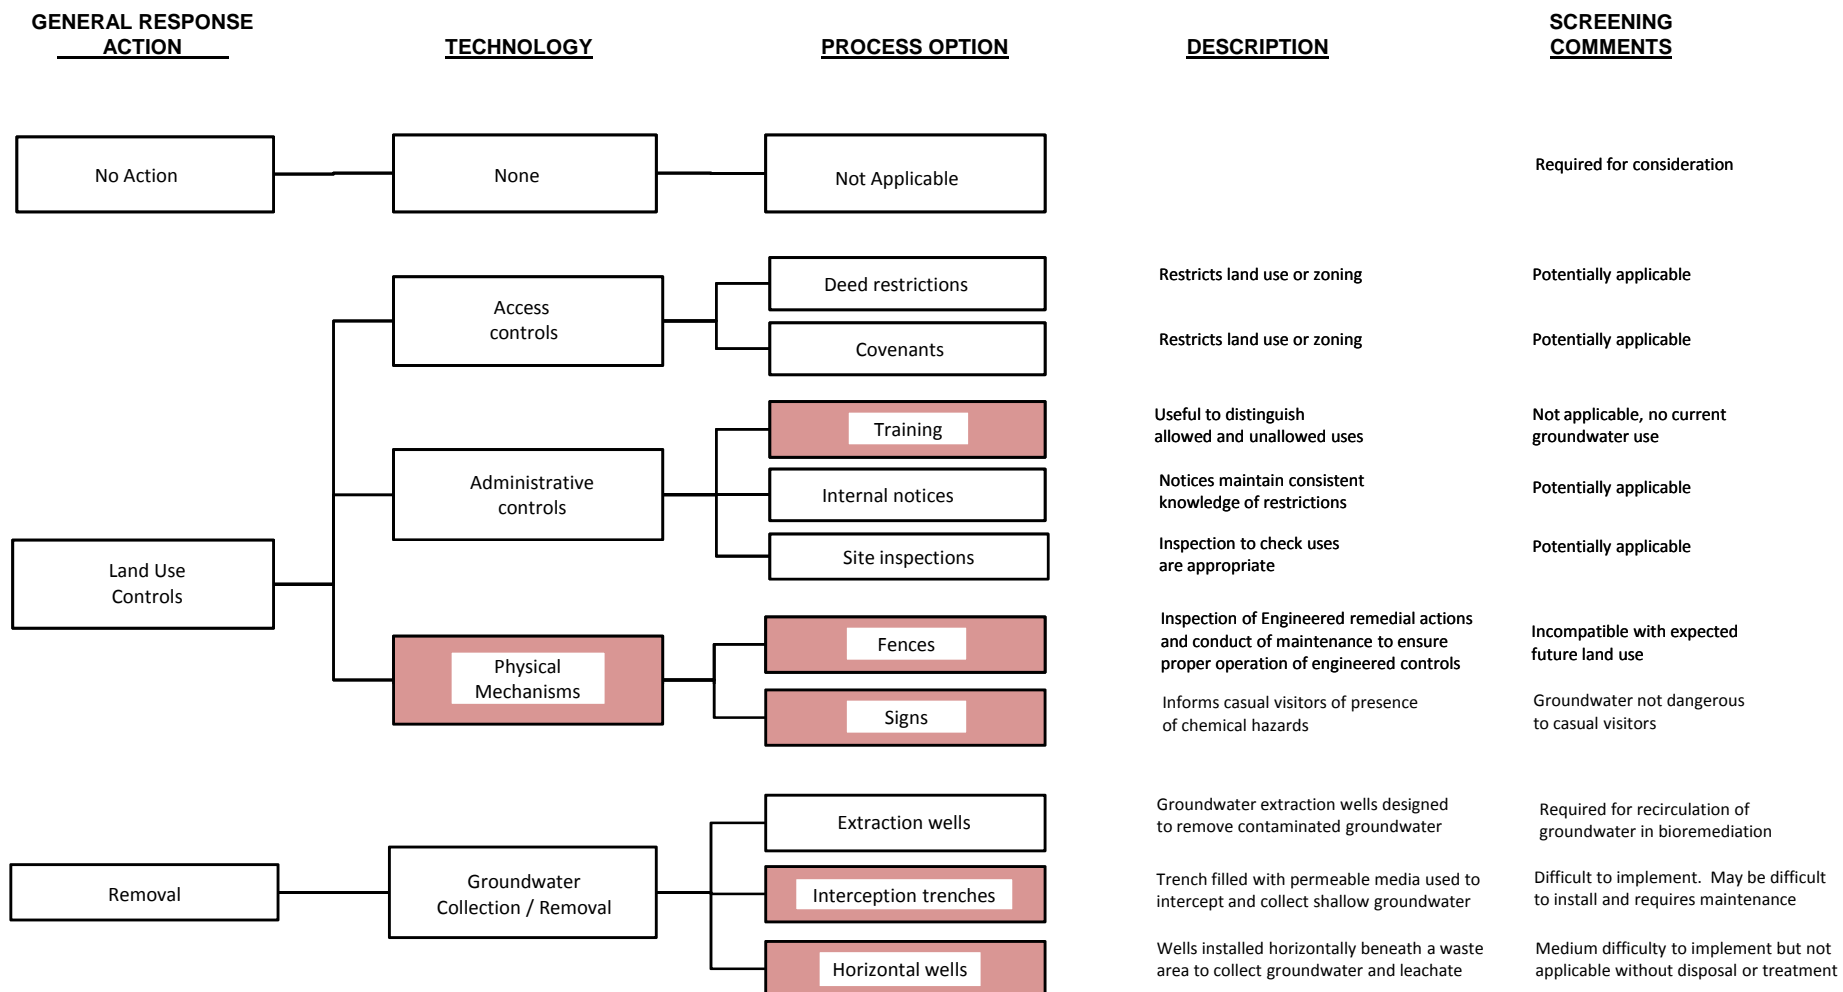 GENERAL RESPONSE
ACTION
TECHNOLOGY
PROCESS OPTION
DESCRIPTION
SCREENING
COMMENTS
No Action
None
Not Applicable
Required for consideration
Land Use
Controls
Access
controls
Deed restrictions
Restricts land use or zoning
Potentially applicable
Covenants
Restricts land use or zoning
Potentially applicable
Administrative
controls
Training
Useful to distinguish
allowed and unallowed uses
Not applicable, no current
groundwater use
Internal notices
Notices maintain consistent
knowledge of restrictions
Potentially applicable
Site inspections
Inspection to check uses
are appropriate
Potentially applicable
Physical
Mechanisms
Fences
Inspection of Engineered remedial actions
and conduct of maintenance to ensure
proper operation of engineered controls
Incompatible with expected
future land use
Signs
Informs casual visitors of presence
of chemical hazards
Groundwater not dangerous
to casual visitors
Removal
Groundwater
Collection / Removal
Extraction wells
Groundwater extraction wells designed
to remove contaminated groundwater
Required for recirculation of
groundwater in bioremediation
Interception trenches
Trench filled with permeable media used to
intercept and collect shallow groundwater
Difficult to implement.  May be difficult
to install and requires maintenance
Horizontal wells
Wells installed horizontally beneath a waste
area to collect groundwater and leachate
Medium difficulty to implement but not
applicable without disposal or treatment